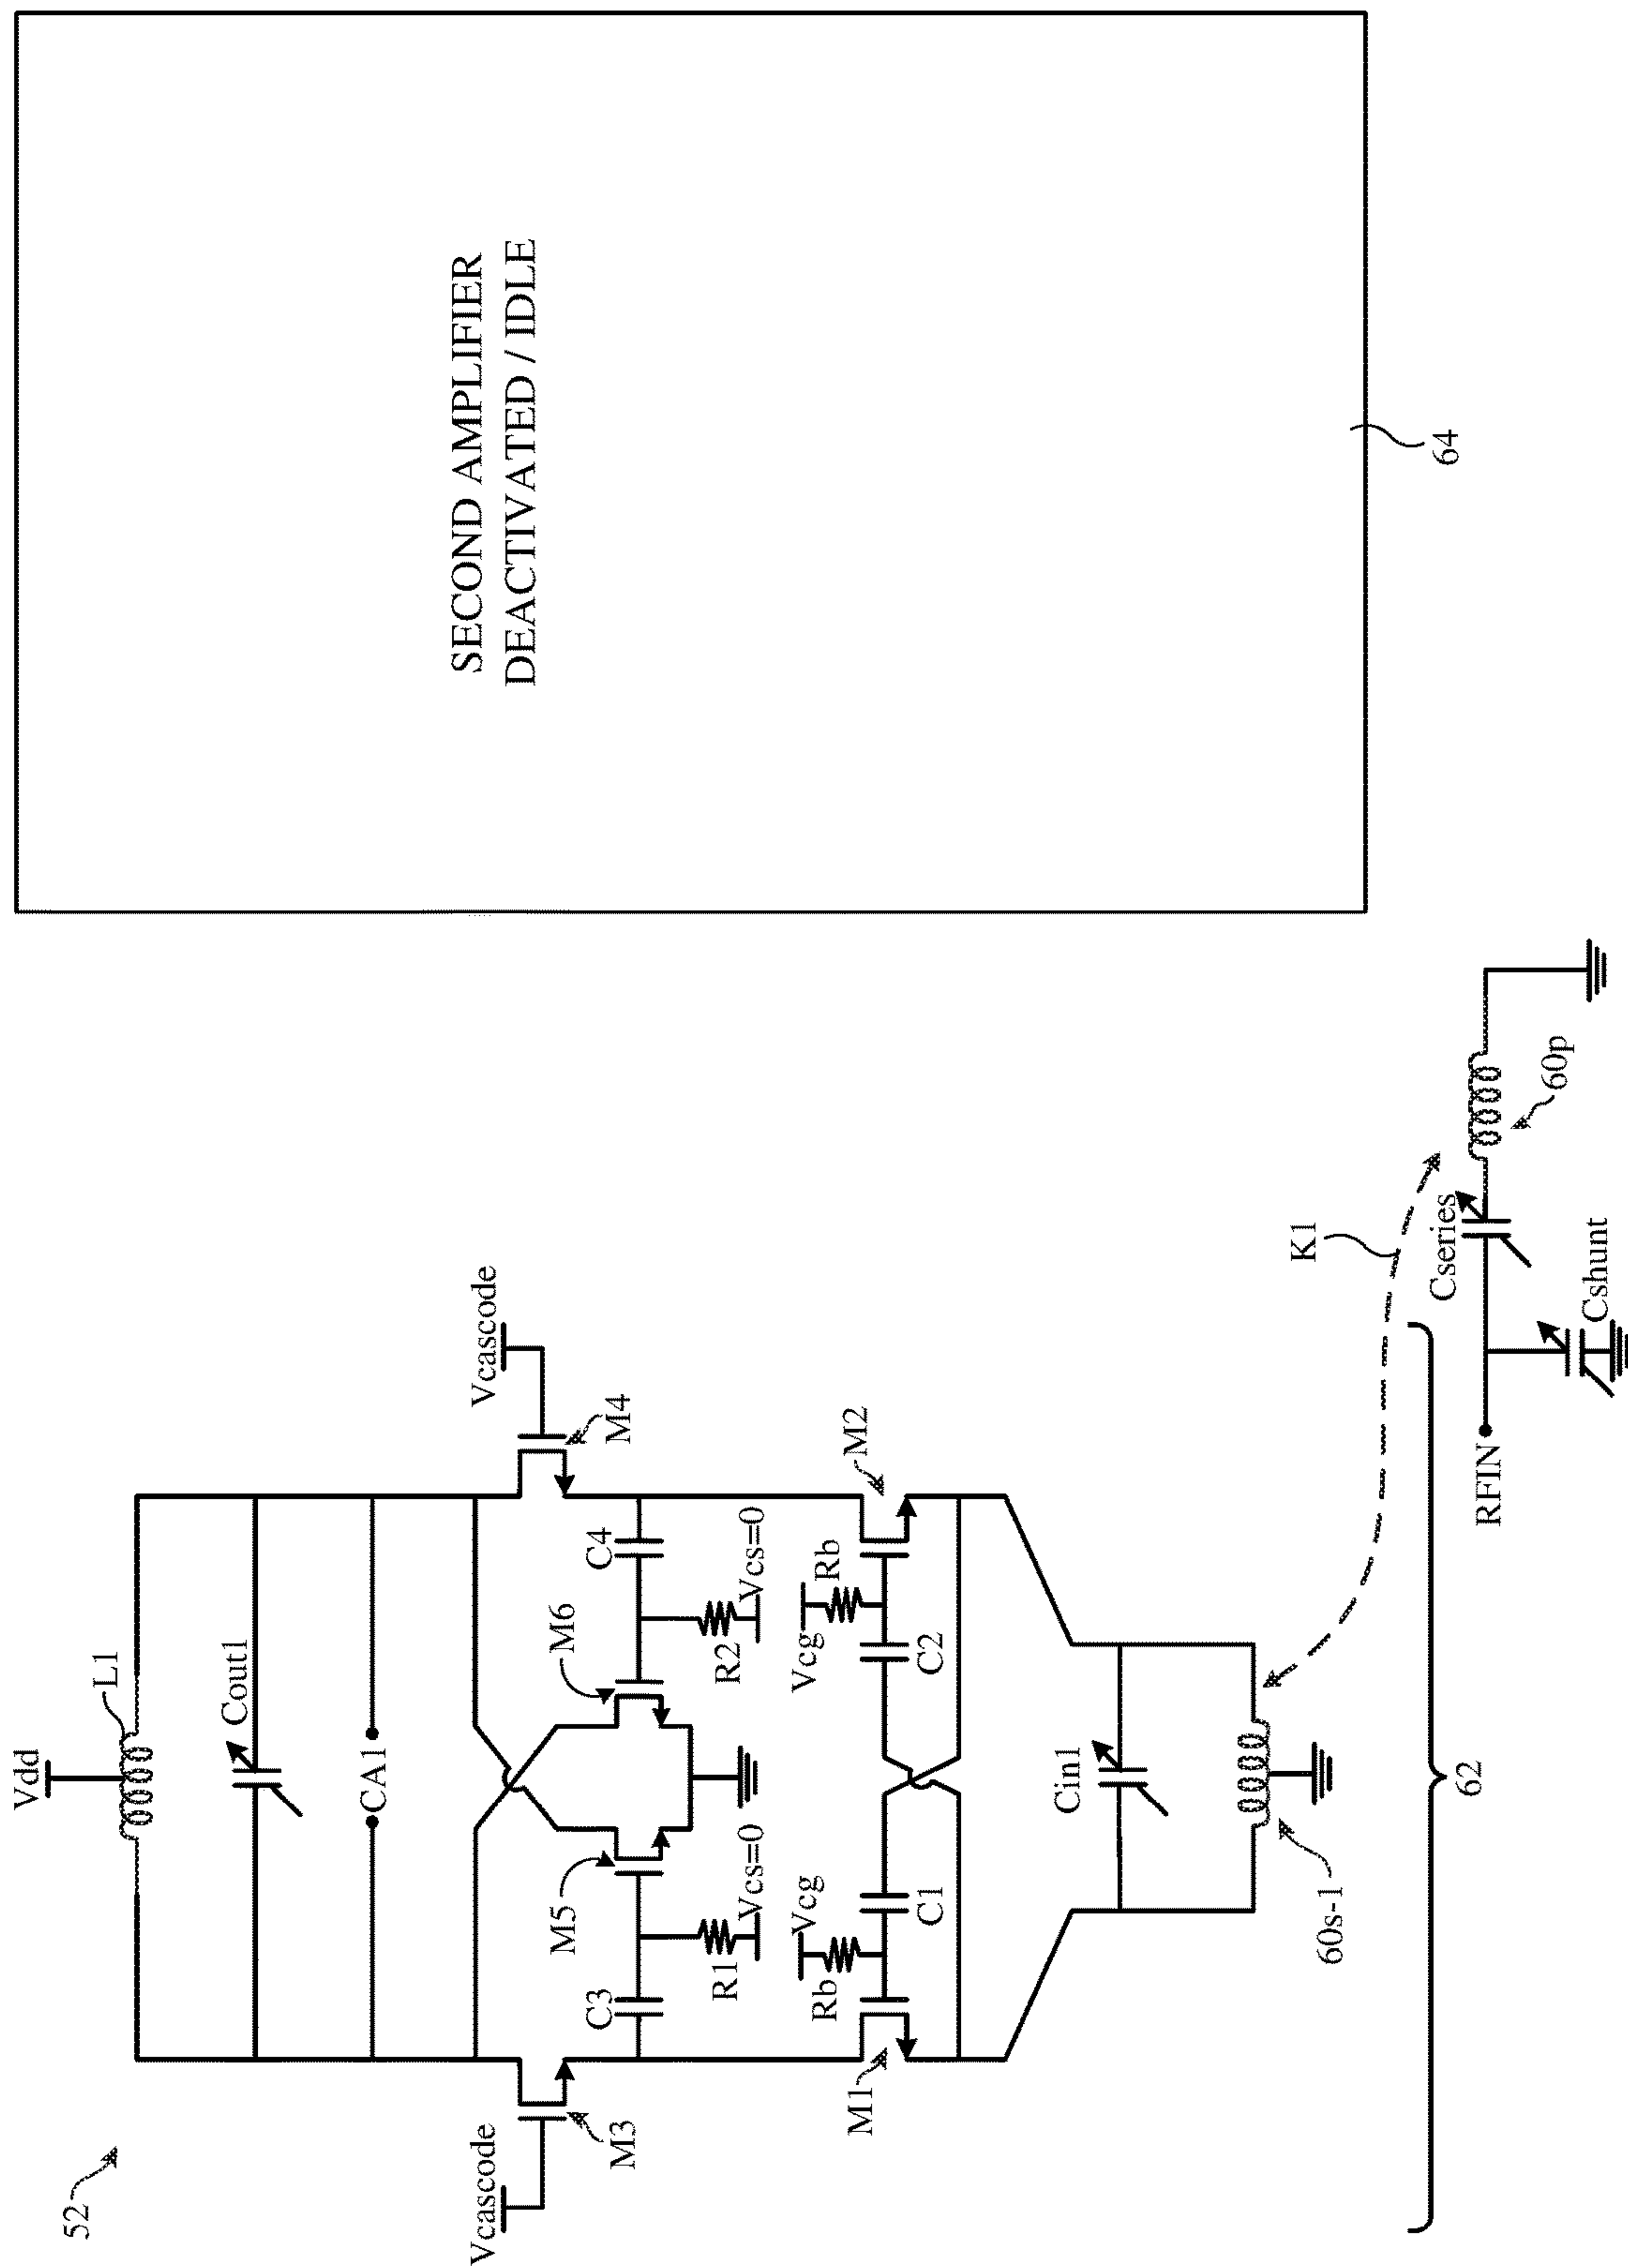 52
Vdd
L1
Cout1
CA1
Vcascode
M3
Vcascode
M4
C3
M5
M6
C4
R1
Vcs=0
R2
Vcs=0
Vcg
Rb
Vcg
Rb
M1
C1
C2
M2
Cin1
60s-1
62
K1
RFIN
Cseries
Cshunt
60p
SECOND AMPLIFIER
DEACTIVATED / IDLE
64